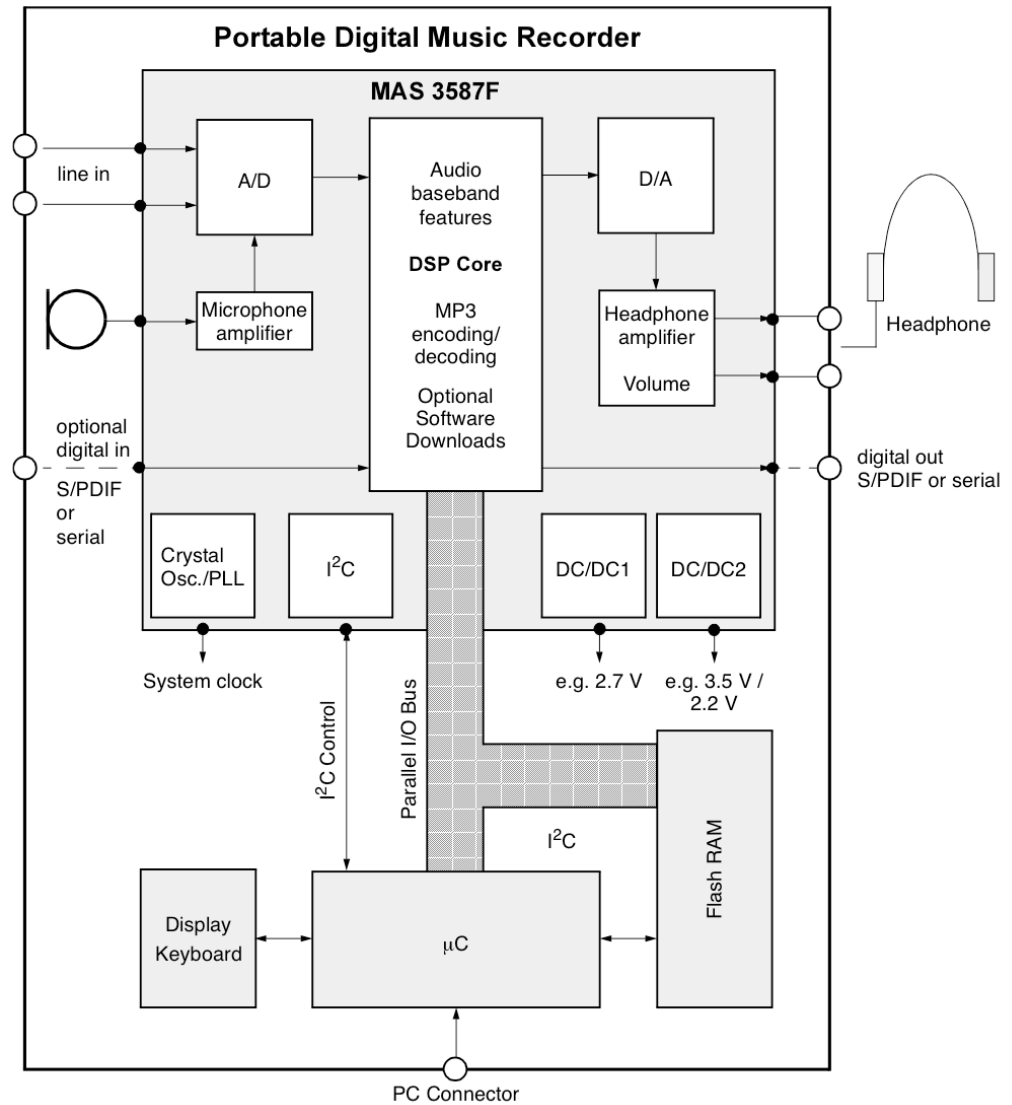 Portable Digital Music Recorder
MAS 3587F
line in
A/D
Audio
baseband
features
DSP Core
MP3
encoding/
decoding
Optional
Software
Downloads
D/A
Microphone
amplifier
Headphone
amplifier
Volume
Headphone
optional
digital in
S/PDIF
or
serial
digital out
S/PDIF or serial
Crystal
Osc./PLL
I²C
DC/DC1
DC/DC2
System clock
e.g. 2.7 V
e.g. 3.5 V /
2.2 V
I²C Control
Parallel I/O Bus
I²C
Flash RAM
Display
Keyboard
μC
PC Connector